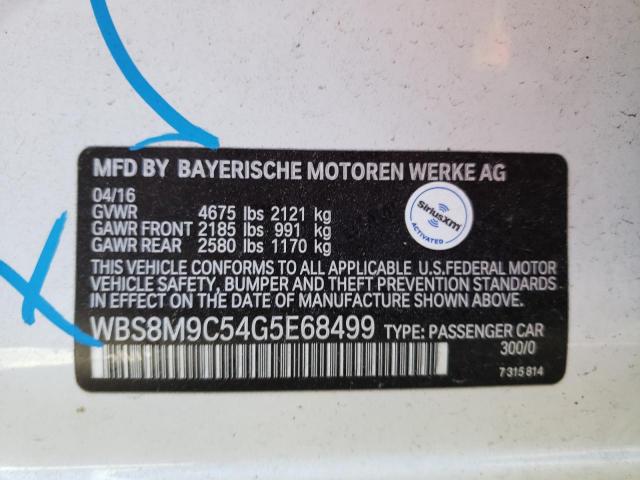 MFD BY BAYERISCHE MOTOREN WERKE AG
04/16
GVWR 4675 lbs 2121 kg
GAWR FRONT 2185 lbs 991 kg
GAWR REAR 2580 lbs 1170 kg
SiriusXM
ACTIVATED
THIS VEHICLE CONFORMS TO ALL APPLICABLE U.S.FEDERAL MOTOR
VEHICLE SAFETY, BUMPER AND THEFT PREVENTION STANDARDS
IN EFFECT ON THE DATE OF MANUFACTURE SHOWN ABOVE.
WBS8M9C54G5E68499 TYPE: PASSENGER CAR
300/0
7 315 814